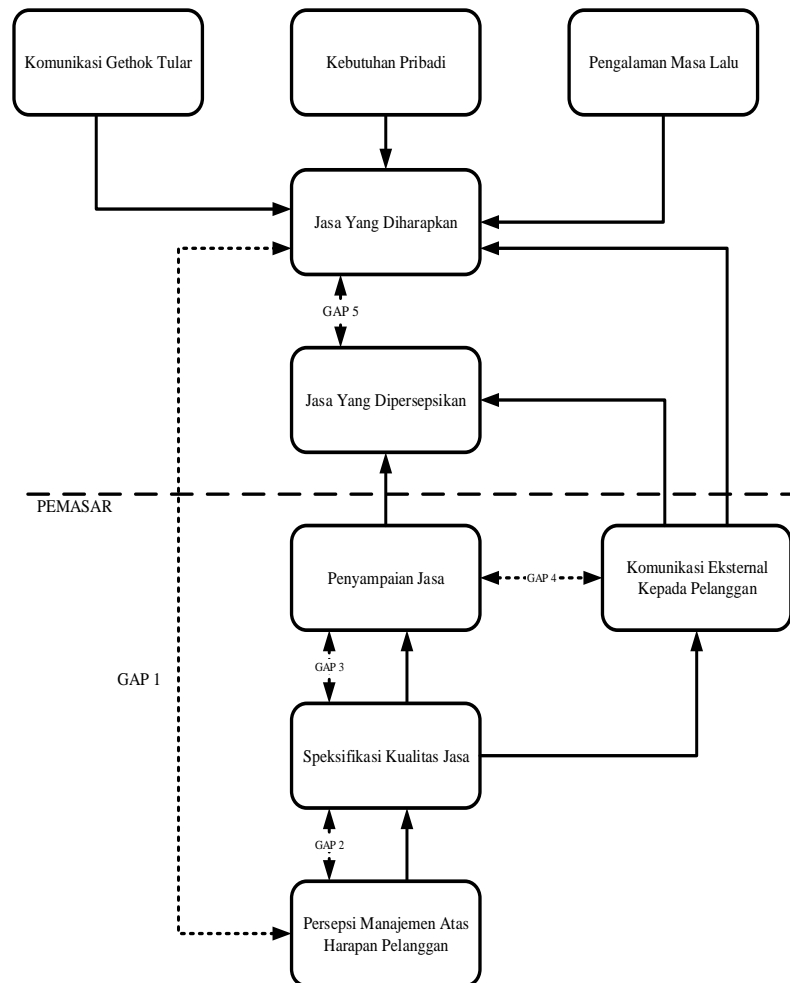 Komunikasi Gethok Tular
Kebutuhan Pribadi
Pengalaman Masa Lalu
Jasa Yang Diharapkan
GAP 5
Jasa Yang Dipersepsikan
PEMASAR
Penyampaian Jasa
GAP 4
Komunikasi Eksternal
Kepada Pelanggan
GAP 3
GAP 1
Speksifikasi Kualitas Jasa
GAP 2
Persepsi Manajemen Atas
Harapan Pelanggan